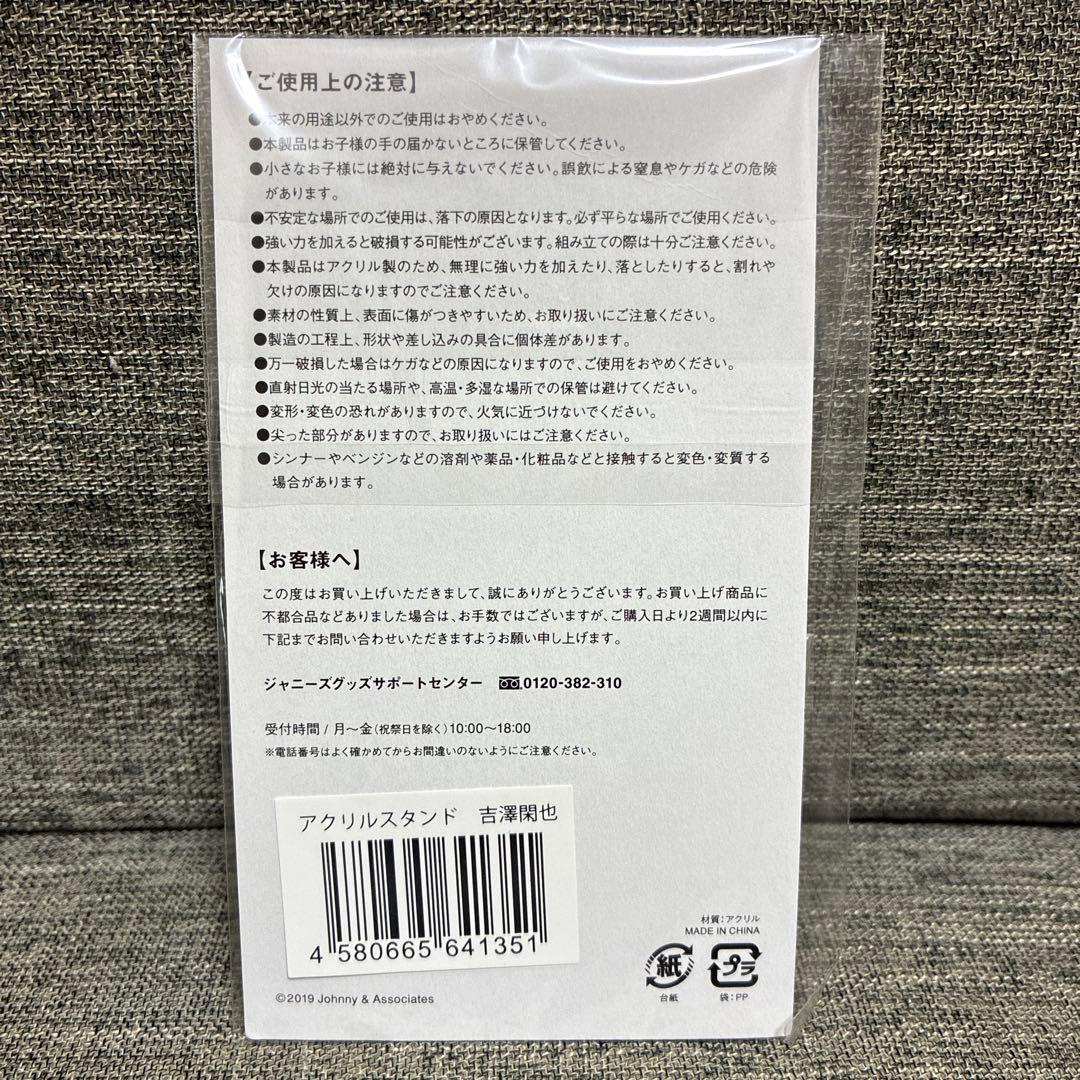 【ご使用上の注意】
●本来の用途以外でのご使用はおやめください。
●本製品はお子様の手の届かないところに保管してください。
●小さなお子様には絶対に与えないでください。誤飲による窒息やケガなどの危険
があります。
●不安定な場所でのご使用は、落下の原因となります。必ず平らな場所でご使用ください。
●強い力を加えると破損する可能性がございます。組み立ての際は十分ご注意ください。
●本製品はアクリル製のため、無理に強い力を加えたり、落としたりすると、割れや
欠けの原因になりますのでご注意ください。
●素材の性質上、表面に傷がつきやすいため、お取り扱いにご注意ください。
●製造の工程上、形状や差し込みの具合に個体差があります。
●万一破損した場合はケガなどの原因になりますので、ご使用をおやめください。
●直射日光の当たる場所や、高温・多湿な場所での保管は避けてください。
●変形・変色の恐れがありますので、火気に近づけないでください。
●尖った部分がありますので、お取り扱いにはご注意ください。
●シンナーやベンジンなどの溶剤や薬品・化粧品などと接触すると変色・変質する
場合があります。
【お客様へ】
この度はお買い上げいただきまして、誠にありがとうございます。お買い上げ商品に
不都合品などありました場合は、お手数ではございますが、ご購入日より2週間以内に
下記までお問い合わせいただきますようお願い申し上げます。
ジャニーズグッズサポートセンター 0120-382-310
受付時間 / 月〜金(祝祭日を除く)10:00〜18:00
※電話番号はよく確かめてからお間違いのないようにご注意ください。
アクリルスタンド 吉澤閑也
4 580665 641351
材質:アクリル
MADE IN CHINA
紙
プラ
台紙
袋:PP
©2019 Johnny & Associates